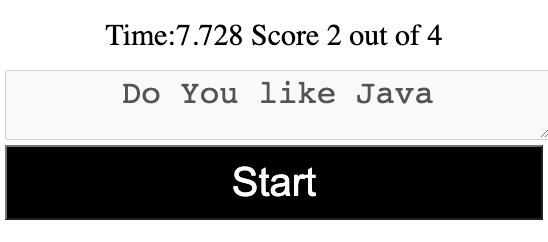 Time:7.728 Score 2 out of 4
Do You like Java
Start